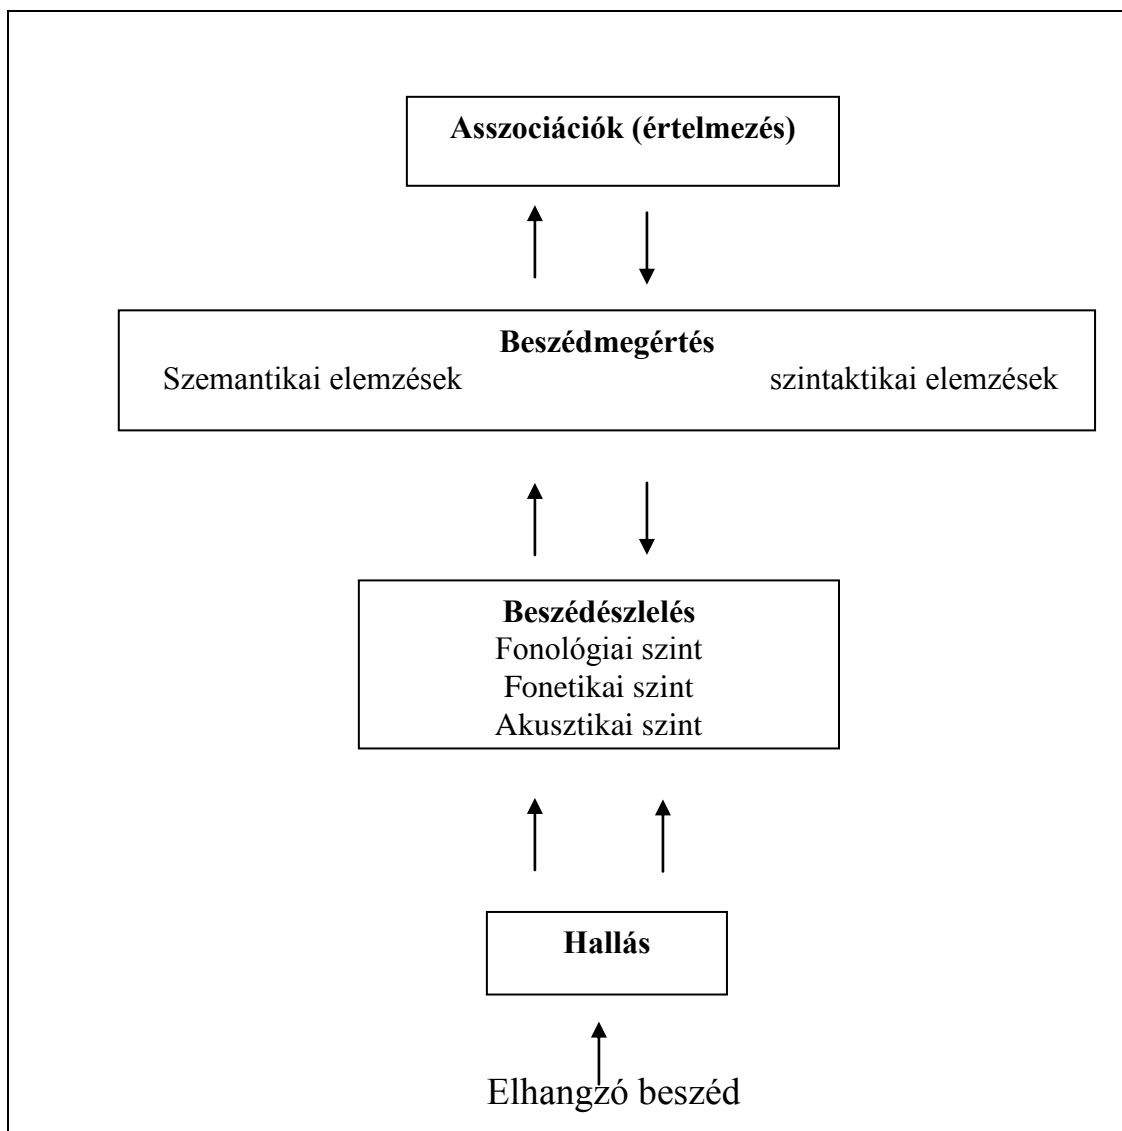 Asszociációk (értelmezés)
Beszédmegértés
Szemantikai elemzések szintaktikai elemzések
Beszédészlelés
Fonológiai szint
Fonetikai szint
Akusztikai szint
Hallás
Elhangzó beszéd